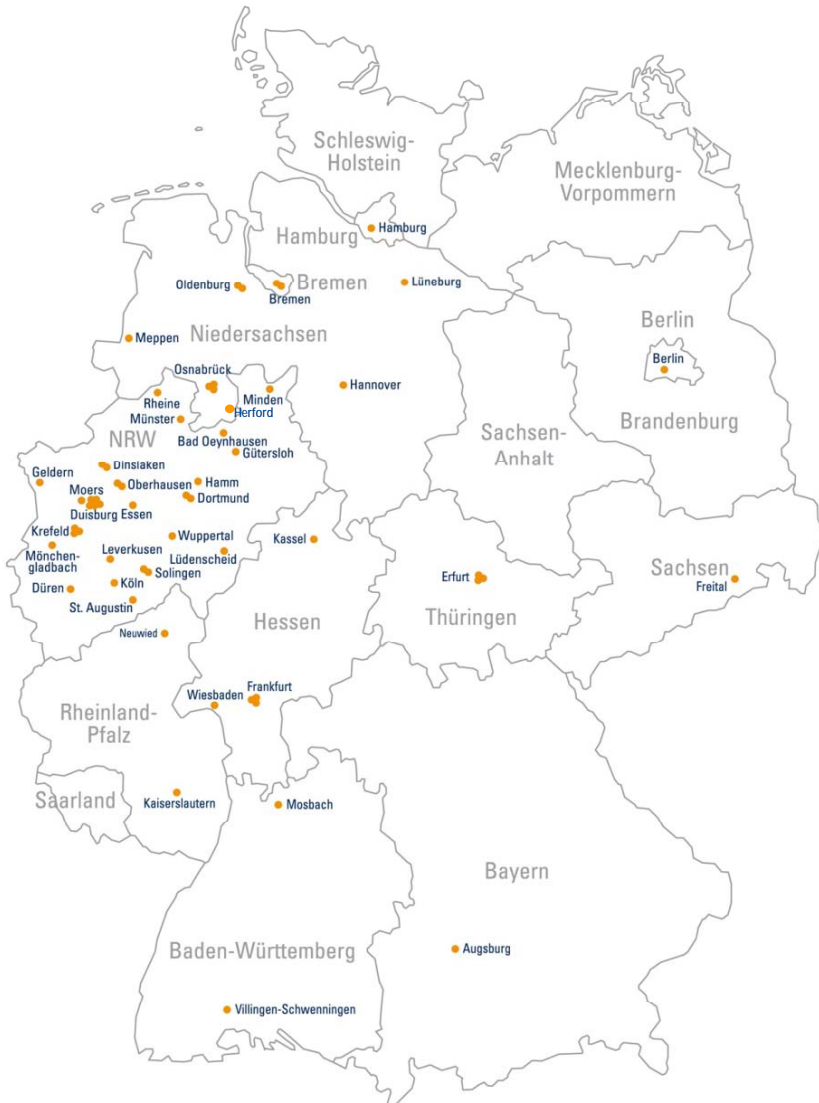 Schleswig-
Holstein
Mecklenburg-
Vorpommern
Hamburg
Hamburg
Bremen
Oldenburg
Bremen
Lüneburg
Niedersachsen
Meppen
Berlin
Berlin
Brandenburg
Osnabrück
Hannover
Rheine
Minden
Herford
Münster
NRW
Bad Oeynhausen
Gütersloh
Sachsen-
Anhalt
Dinslaken
Geldern
Oberhausen
Hamm
Moers
Dortmund
Duisburg
Essen
Krefeld
Wuppertal
Kassel
Mönchen-
gladbach
Leverkusen
Lüdenscheid
Solingen
Düren
Köln
St. Augustin
Erfurt
Thüringen
Sachsen
Freital
Hessen
Neuwied
Wiesbaden
Frankfurt
Rheinland-
Pfalz
Saarland
Kaiserslautern
Mosbach
Bayern
Baden-Württemberg
Augsburg
Villingen-Schwenningen